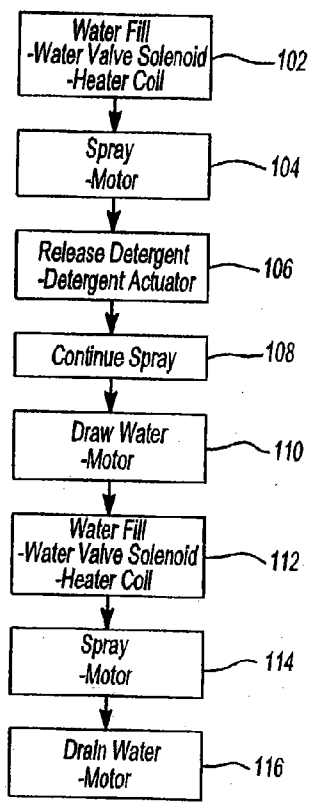 Water Fill
-Water Valve Solenoid
-Heater Coil
102
Spray
-Motor
104
Release Detergent
-Detergent Actuator
106
Continue Spray
108
Draw Water
-Motor
110
Water Fill
-Water Valve Solenoid
-Heater Coil
112
Spray
-Motor
114
Drain Water
-Motor
116